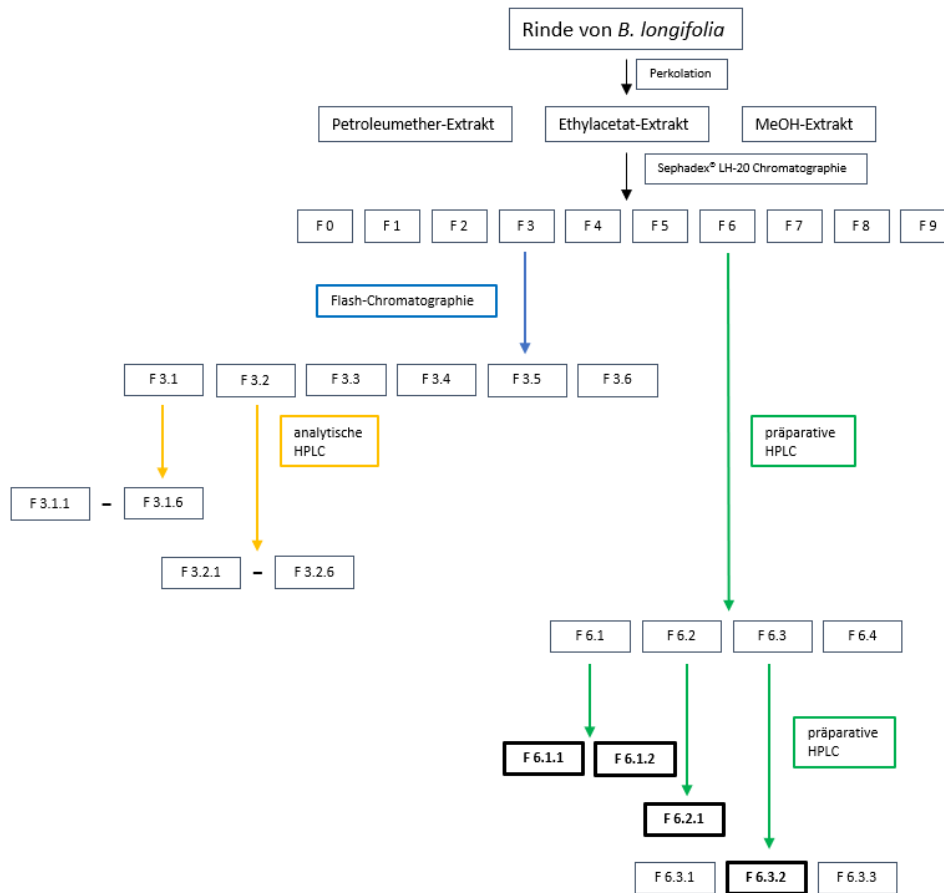 Rinde von B. longifolia
Perkolation
Petroleumether-Extrakt
Ethylacetat-Extrakt
MeOH-Extrakt
Sephadex® LH-20 Chromatographie
F 0
F 1
F 2
F 3
F 4
F 5
F 6
F 7
F 8
F 9
Flash-Chromatographie
F 3.1
F 3.2
F 3.3
F 3.4
F 3.5
F 3.6
analytische
HPLC
präparative
HPLC
F 3.1.1 – F 3.1.6
F 3.2.1 – F 3.2.6
F 6.1
F 6.2
F 6.3
F 6.4
präparative
HPLC
F 6.1.1
F 6.1.2
F 6.2.1
F 6.3.1
F 6.3.2
F 6.3.3